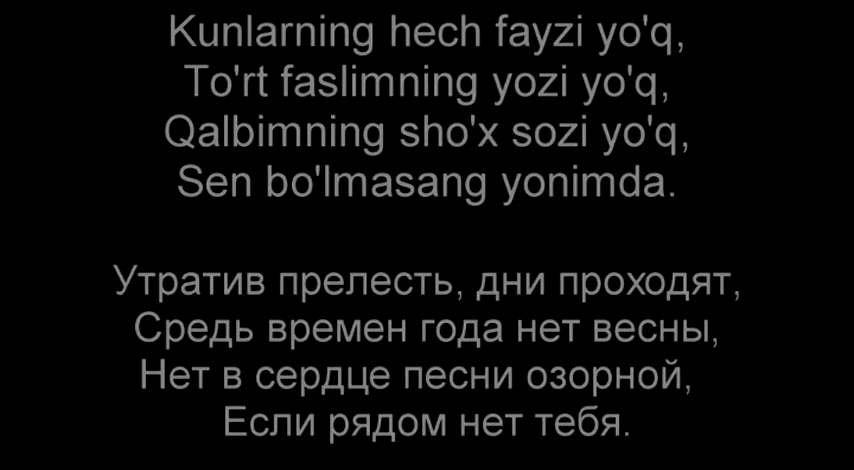 Kunlarning hech fayzi yo'q,
To'rt faslimning yozi yo'q,
Qalbimning sho'x sozi yo'q,
Sen bo'lmasang yonimda.
Утратив прелесть, дни проходят,
Средь времен года нет весны,
Нет в сердце песни озорной,
Если рядом нет тебя.